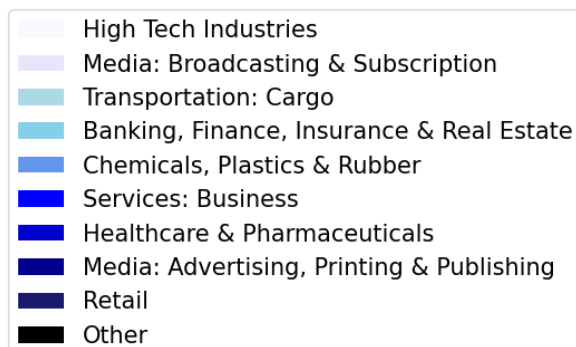 High Tech Industries
Media: Broadcasting & Subscription
Transportation: Cargo
Banking, Finance, Insurance & Real Estate
Chemicals, Plastics & Rubber
Services: Business
Healthcare & Pharmaceuticals
Media: Advertising, Printing & Publishing
Retail
Other